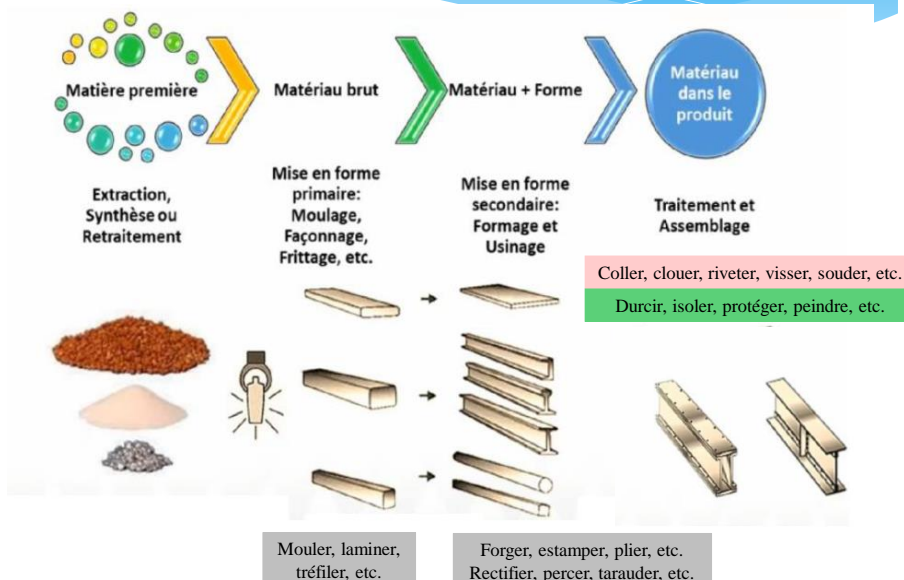 Matière première
Matériau brut
Matériau + Forme
Matériau
dans le
produit
Extraction,
Synthèse ou
Retraitement
Mise en forme
primaire:
Moulage,
Façonnage,
Frittage, etc.
Mise en forme
secondaire:
Formage et
Usinage
Traitement et
Assemblage
Coller, clouer, riveter, visser, souder, etc.
Durcir, isoler, protéger, peindre, etc.
Mouler, laminer,
tréfiler, etc.
Forger, estamper, plier, etc.
Rectifier, percer, tarauder, etc.